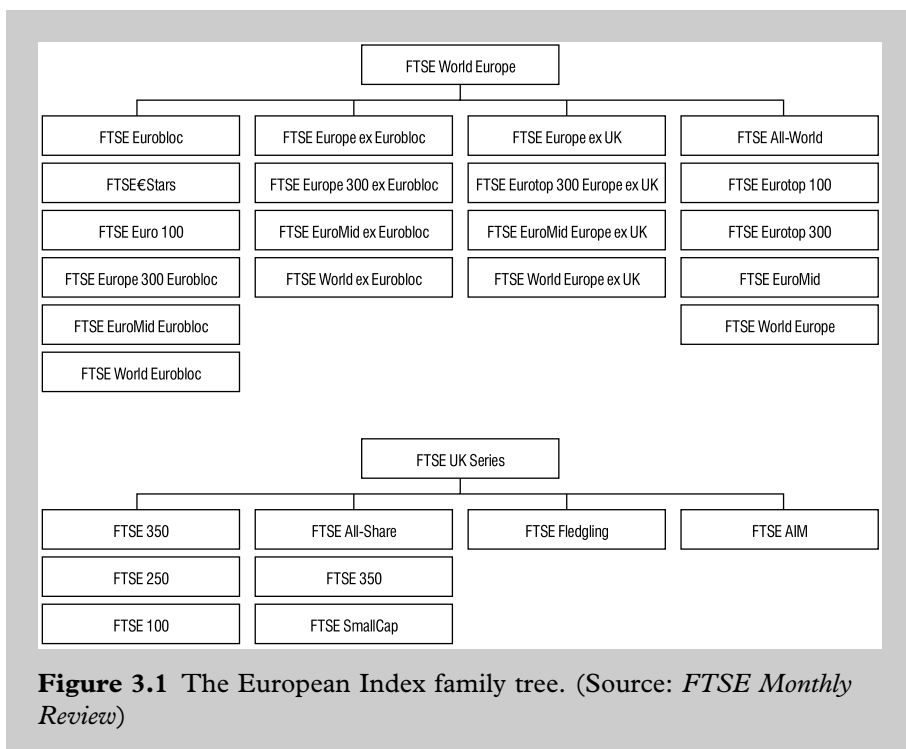 FTSE World Europe
FTSE Eurobloc
FTSE Europe ex Eurobloc
FTSE Europe ex UK
FTSE All-World
FTSE€Stars
FTSE Europe 300 ex Eurobloc
FTSE Eurotop 300 Europe ex UK
FTSE Eurotop 100
FTSE Euro 100
FTSE EuroMid ex Eurobloc
FTSE EuroMid Europe ex UK
FTSE Eurotop 300
FTSE Europe 300 Eurobloc
FTSE World ex Eurobloc
FTSE World Europe ex UK
FTSE EuroMid
FTSE EuroMid Eurobloc
FTSE World Europe
FTSE World Eurobloc
FTSE UK Series
FTSE 350
FTSE All-Share
FTSE Fledgling
FTSE AIM
FTSE 250
FTSE 350
FTSE 100
FTSE SmallCap
Figure 3.1 The European Index family tree. (Source: FTSE Monthly
Review)